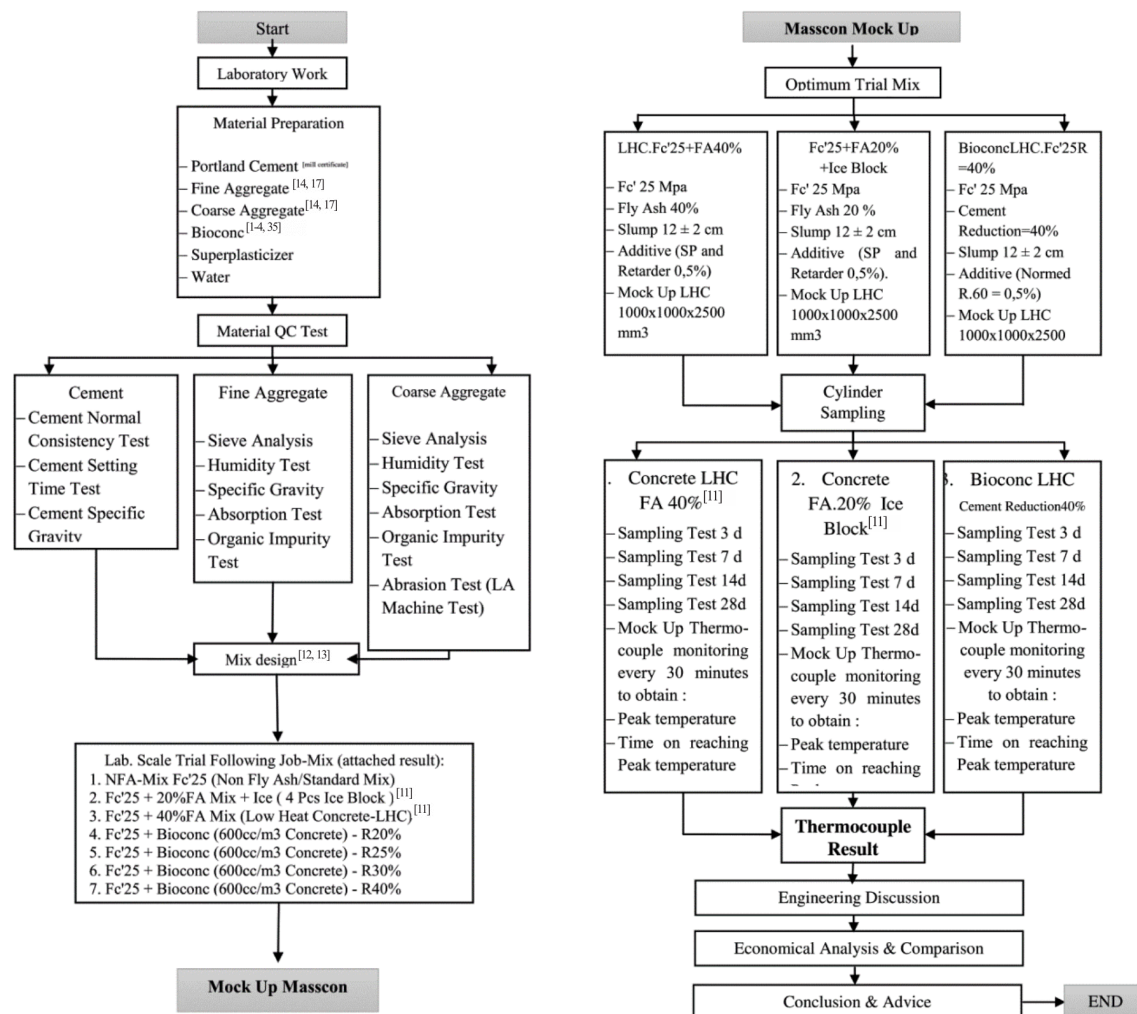 Start
Laboratory Work
Material Preparation
– Portland Cement [mill certificate]
– Fine Aggregate [14, 17]
– Coarse Aggregate [14, 17]
– Bioconc [1-4, 35]
– Superplasticizer
– Water
Material QC Test
Cement
– Cement Normal
Consistency Test
– Cement Setting
Time Test
– Cement Specific
Gravity
Fine Aggregate
– Sieve Analysis
– Humidity Test
– Specific Gravity
– Absorption Test
– Organic Impurity
Test
Coarse Aggregate
– Sieve Analysis
– Humidity Test
– Specific Gravity
– Absorption Test
– Organic Impurity
Test
– Abrasion Test (LA
Machine Test)
Mix design [12, 13]
Lab. Scale Trial Following Job-Mix (attached result):
1. NFA-Mix Fc'25 (Non Fly Ash/Standard Mix)
2. Fc'25 + 20%FA Mix + Ice ( 4 Pcs Ice Block ) [11]
3. Fc'25 + 40%FA Mix (Low Heat Concrete-LHC) [11]
4. Fc'25 + Bioconc (600cc/m3 Concrete) - R20%
5. Fc'25 + Bioconc (600cc/m3 Concrete) - R25%
6. Fc'25 + Bioconc (600cc/m3 Concrete) - R30%
7. Fc'25 + Bioconc (600cc/m3 Concrete) - R40%
Mock Up Masscon
Masscon Mock Up
Optimum Trial Mix
LHC.Fc'25+FA40%
– Fc' 25 Mpa
– Fly Ash 40%
– Slump 12 ± 2 cm
– Additive (SP and
Retarder 0,5%)
– Mock Up LHC
1000x1000x2500
mm3
Fc'25+FA20%
+Ice Block
– Fc' 25 Mpa
– Fly Ash 20 %
– Slump 12 ± 2 cm
– Additive (SP and
Retarder 0,5%).
– Mock Up LHC
1000x1000x2500
mm3
BioconcLHC.Fc'25R
=40%
– Fc' 25 Mpa
– Cement
Reduction=40%
– Slump 12 ± 2 cm
– Additive (Normed
R.60 = 0,5%)
– Mock Up LHC
1000x1000x2500
Cylinder
Sampling
. Concrete LHC
FA 40% [11]
– Sampling Test 3 d
– Sampling Test 7 d
– Sampling Test 14d
– Sampling Test 28d
– Mock Up Thermo-
couple monitoring
every 30 minutes
to obtain :
– Peak temperature
– Time on reaching
Peak temperature
2. Concrete
FA.20% Ice
Block [11]
– Sampling Test 3 d
– Sampling Test 7 d
– Sampling Test 14d
– Sampling Test 28d
– Mock Up Thermo-
couple monitoring
every 30 minutes
to obtain :
– Peak temperature
– Time on reaching
3. Bioconc LHC
Cement Reduction40%
– Sampling Test 3 d
– Sampling Test 7 d
– Sampling Test 14d
– Sampling Test 28d
– Mock Up Thermo-
couple monitoring
every 30 minutes
to obtain :
– Peak temperature
– Time on reaching
Peak temperature
Thermocouple
Result
Engineering Discussion
Economical Analysis & Comparison
Conclusion & Advice
END